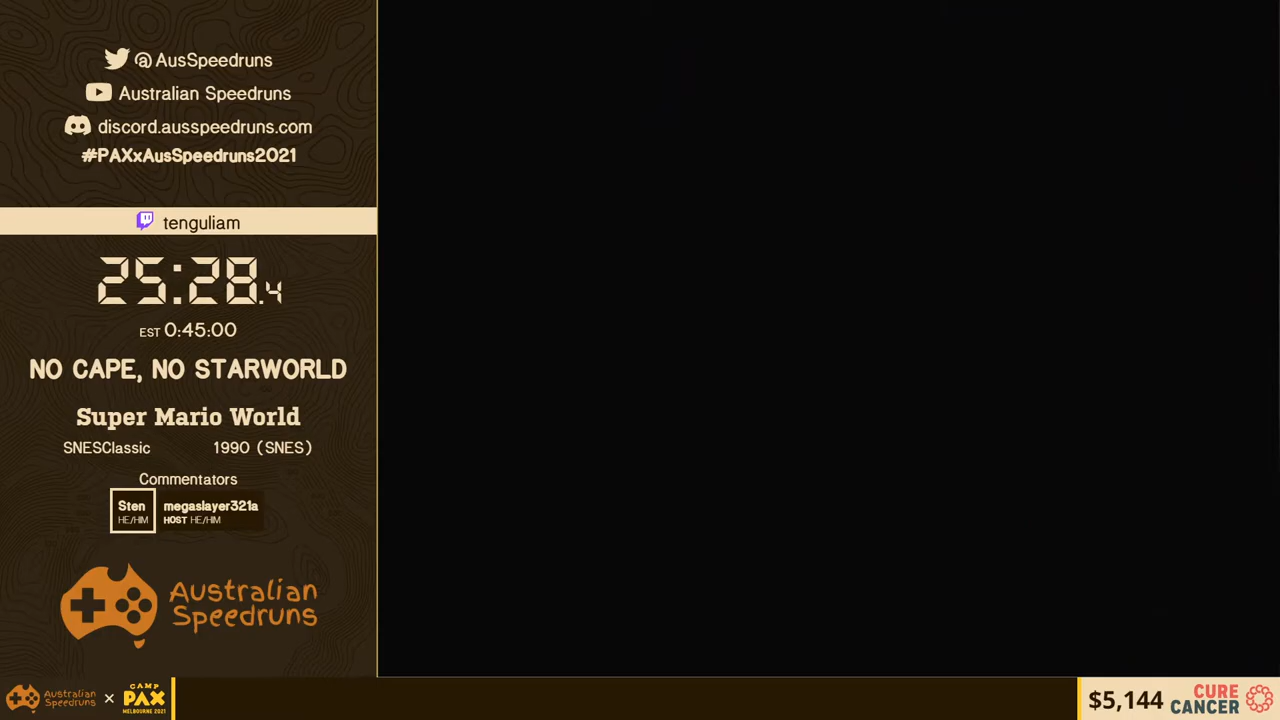 @AusSpeedruns
Australian Speedruns
discord.ausspeedruns.com
#PAXxAusSpeedruns2021
tenguliam
25:28.4
EST 0:45:00
NO CAPE, NO STARWORLD
Super Mario World
SNESClassic 1990 (SNES)
Commentators
Sten megaslayer321a
HE/HIM HOST HE/HIM
Australian
Speedruns
Australian
Speedruns
×
CAMP
PAX
MELBOURNE 2021
$5,144
CURE
CANCER